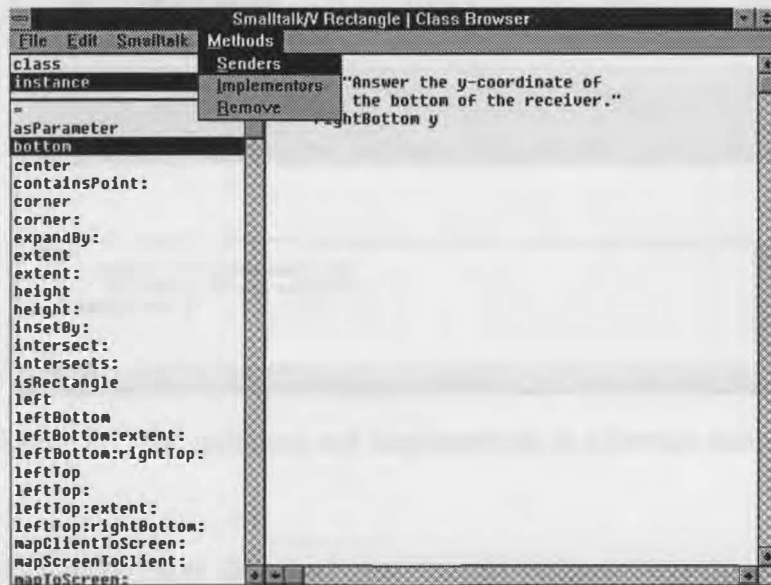 Smalltalk/V Rectangle | Class Browser
File Edit Smalltalk Methods
class
instance
Senders
Implementors
Remove
"Answer the y-coordinate of
the bottom of the receiver."
rightBottom y
=
asParameter
bottom
center
containsPoint:
corner
corner:
expandBy:
extent
extent:
height
height:
insetBy:
intersect:
intersects:
isRectangle
left
leftBottom
leftBottom:extent:
leftBottom:rightTop:
leftTop
leftTop:
leftTop:extent:
leftTop:rightBottom:
mapClientToScreen:
mapScreenToClient:
mapToScreen: